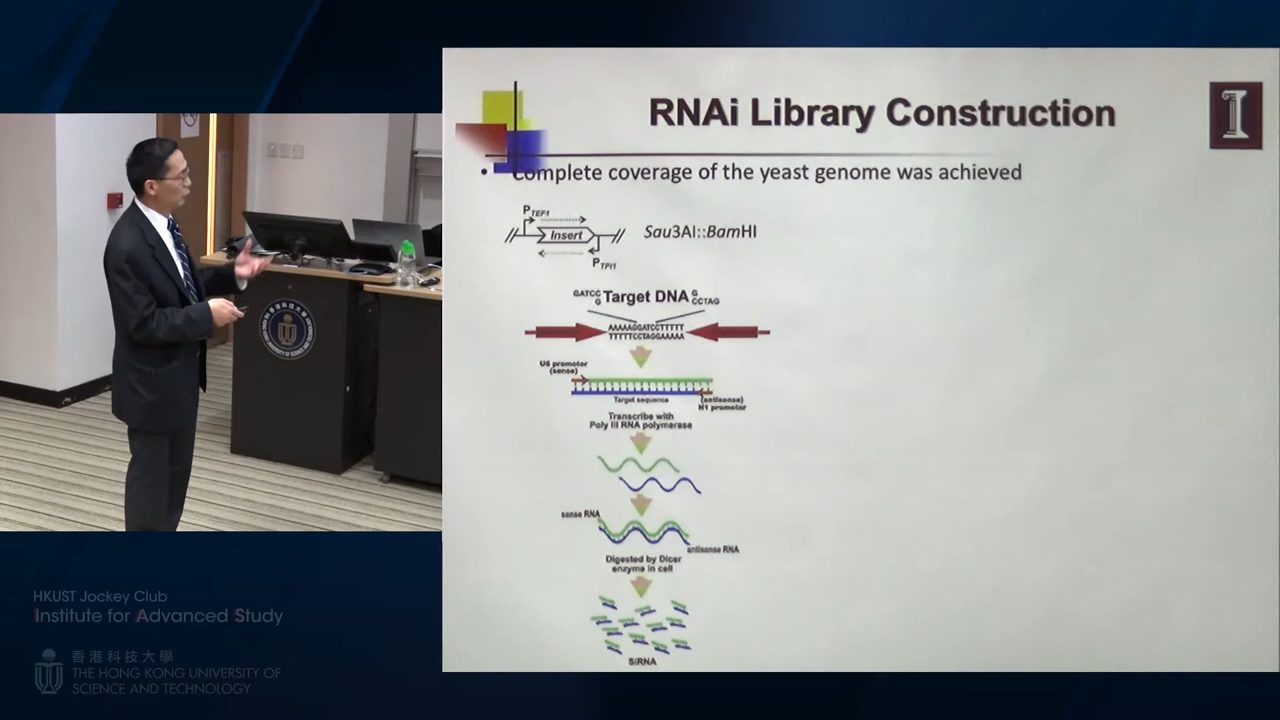 RNAi Library Construction
• Complete coverage of the yeast genome was achieved
PTEF1
Insert
Sau3AI::BamHI
PTPI1
GATCC G Target DNA G CCTAG
AAAAAGGATCCTTTTT
TTTTTCCTAGGAAAAA
U6 promoter
(sense)
Target sequence
(antisense)
H1 promoter
Transcribe with
Poly III RNA polymerase
sense RNA
antisense RNA
Digested by Dicer
enzyme in cell
SiRNA
HKUST Jockey Club
Institute for Advanced Study
香港科技大學
THE HONG KONG UNIVERSITY OF
SCIENCE AND TECHNOLOGY